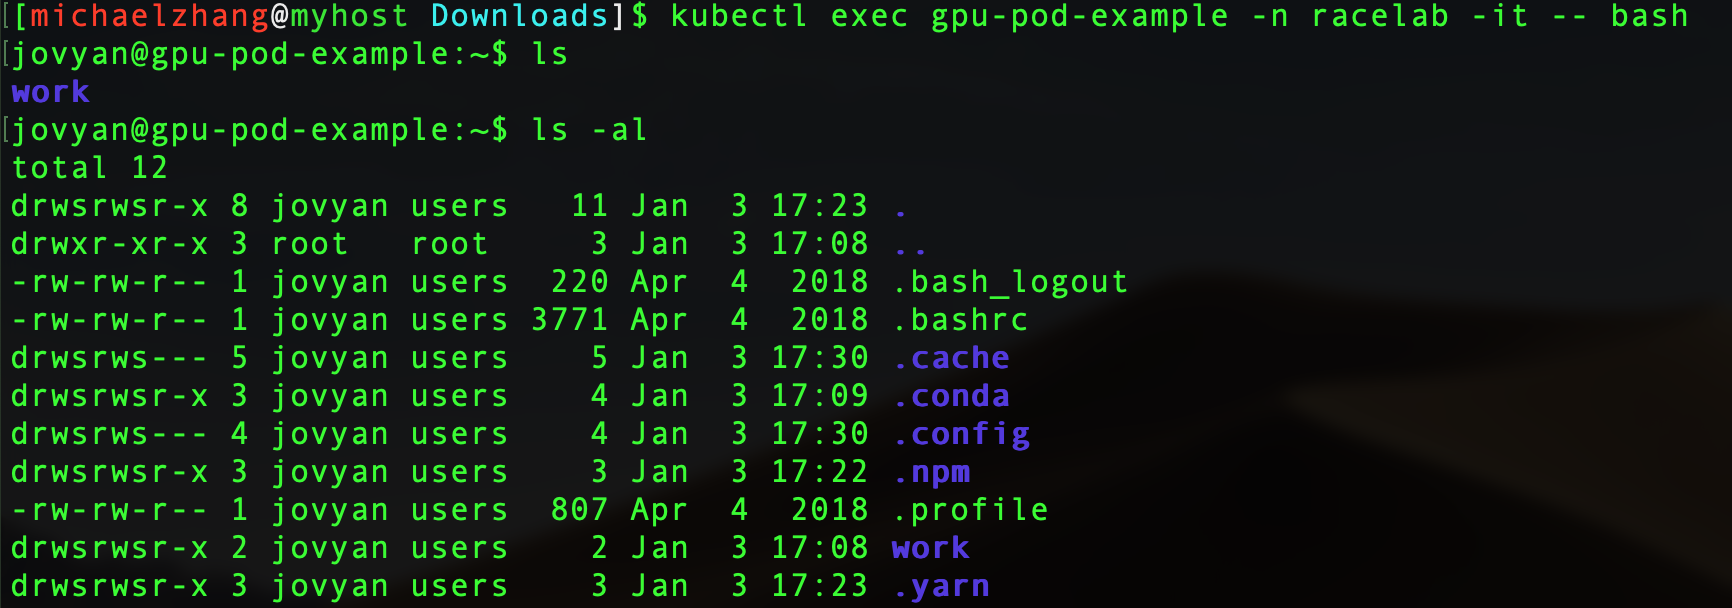 [[michaelzhang@myhost Downloads]$ kubectl exec gpu-pod-example -n racelab -it -- bash
[jovyan@gpu-pod-example:~$ ls
work
[jovyan@gpu-pod-example:~$ ls -al
total 12
drwsrwsr-x 8 jovyan users   11 Jan  3 17:23 .
drwxr-xr-x 3 root   root     3 Jan  3 17:08 ..
-rw-rw-r-- 1 jovyan users  220 Apr  4  2018 .bash_logout
-rw-rw-r-- 1 jovyan users 3771 Apr  4  2018 .bashrc
drwsrws--- 5 jovyan users    5 Jan  3 17:30 .cache
drwsrwsr-x 3 jovyan users    4 Jan  3 17:09 .conda
drwsrws--- 4 jovyan users    4 Jan  3 17:30 .config
drwsrwsr-x 3 jovyan users    3 Jan  3 17:22 .npm
-rw-rw-r-- 1 jovyan users  807 Apr  4  2018 .profile
drwsrwsr-x 2 jovyan users    2 Jan  3 17:08 work
drwsrwsr-x 3 jovyan users    3 Jan  3 17:23 .yarn